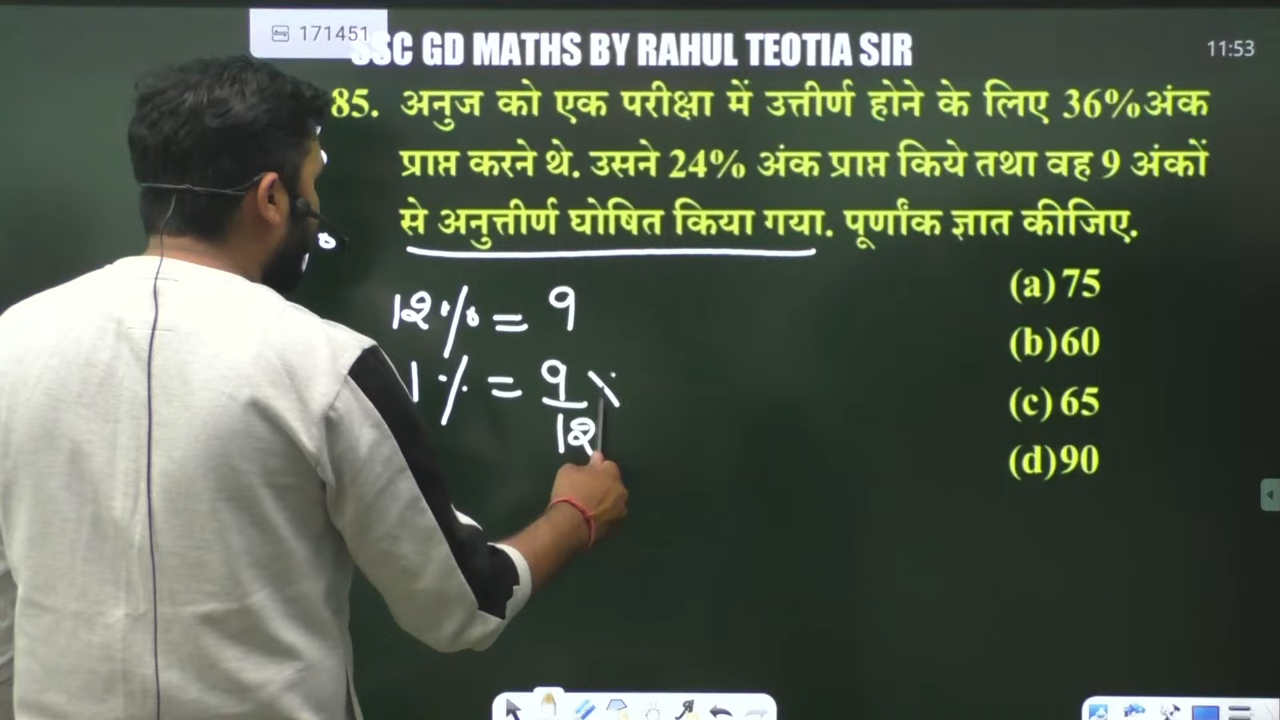 171451
SSC GD MATHS BY RAHUL TEOTIA SIR
11:53
85. अनुज को एक परीक्षा में उत्तीर्ण होने के लिए 36%अंक
प्राप्त करने थे. उसने 24% अंक प्राप्त किये तथा वह 9 अंकों
से अनुत्तीर्ण घोषित किया गया. पूर्णांक ज्ञात कीजिए.
(a) 75
(b) 60
(c) 65
(d) 90
12% = 9
1% = 9/12 ×